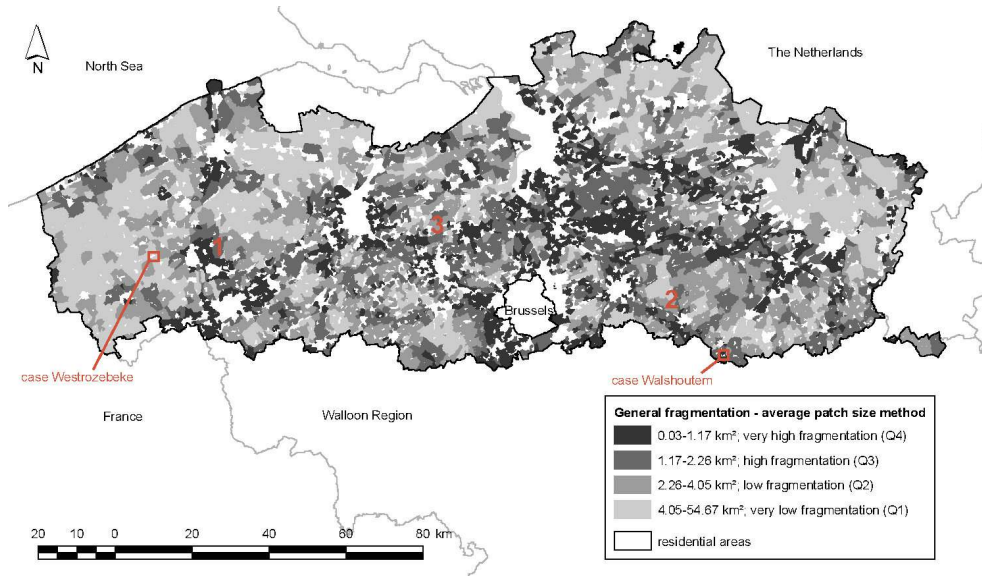 N
North Sea
The Netherlands
1
3
2
Brussels
case Westrozebeke
case Walshoutem
France
Walloon Region
General fragmentation - average patch size method
0.03-1.17 km²; very high fragmentation (Q4)
1.17-2.26 km²; high fragmentation (Q3)
2.26-4.05 km²; low fragmentation (Q2)
4.05-54.67 km²; very low fragmentation (Q1)
residential areas
20 10 0 20 40 60 80 km